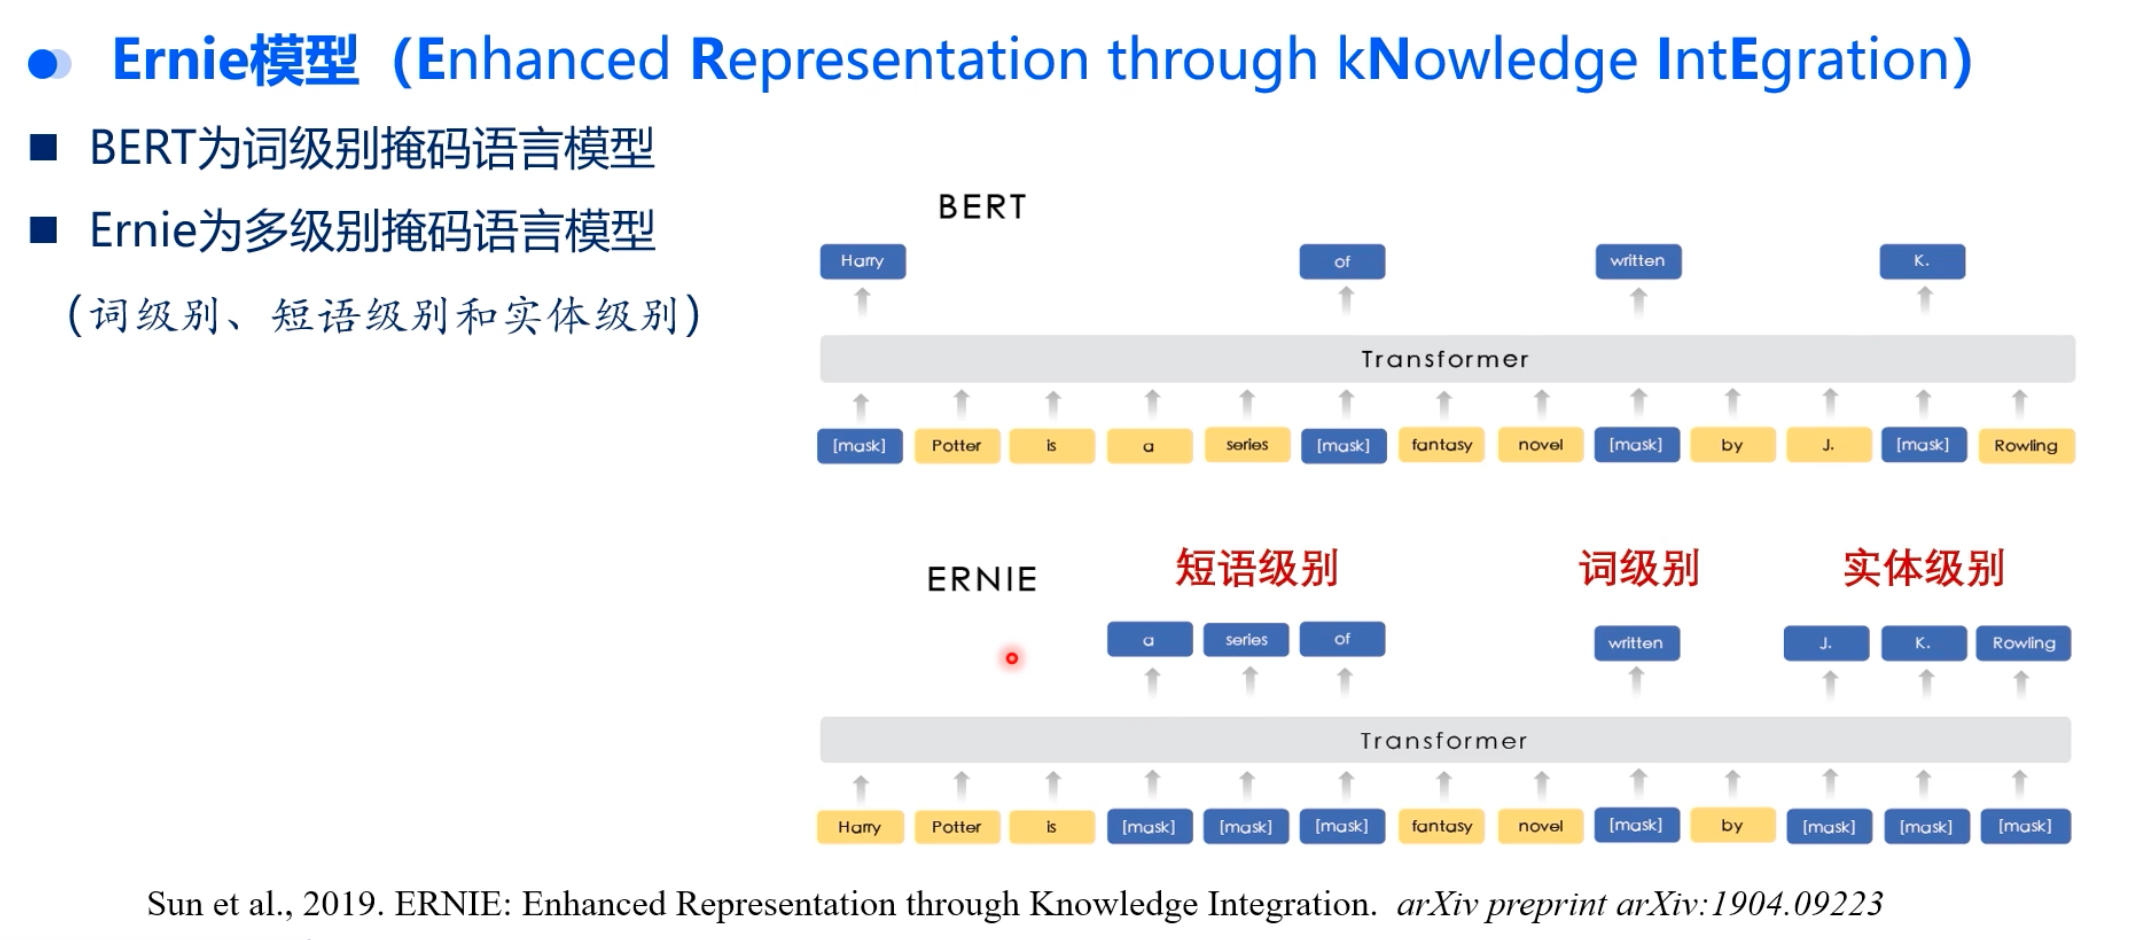 Ernie模型（Enhanced Representation through kNowledge IntEgration）
BERT为词级别掩码语言模型
Ernie为多级别掩码语言模型
（词级别、短语级别和实体级别）
BERT
Harry of written K.
Transformer
[mask] Potter is a series [mask] fantasy novel [mask] by J. [mask] Rowling
短语级别 词级别 实体级别
ERNIE
a series of written J. K. Rowling
Transformer
Harry Potter is [mask] [mask] [mask] fantasy novel [mask] by [mask] [mask] [mask]
Sun et al., 2019. ERNIE: Enhanced Representation through Knowledge Integration. arXiv preprint arXiv:1904.09223